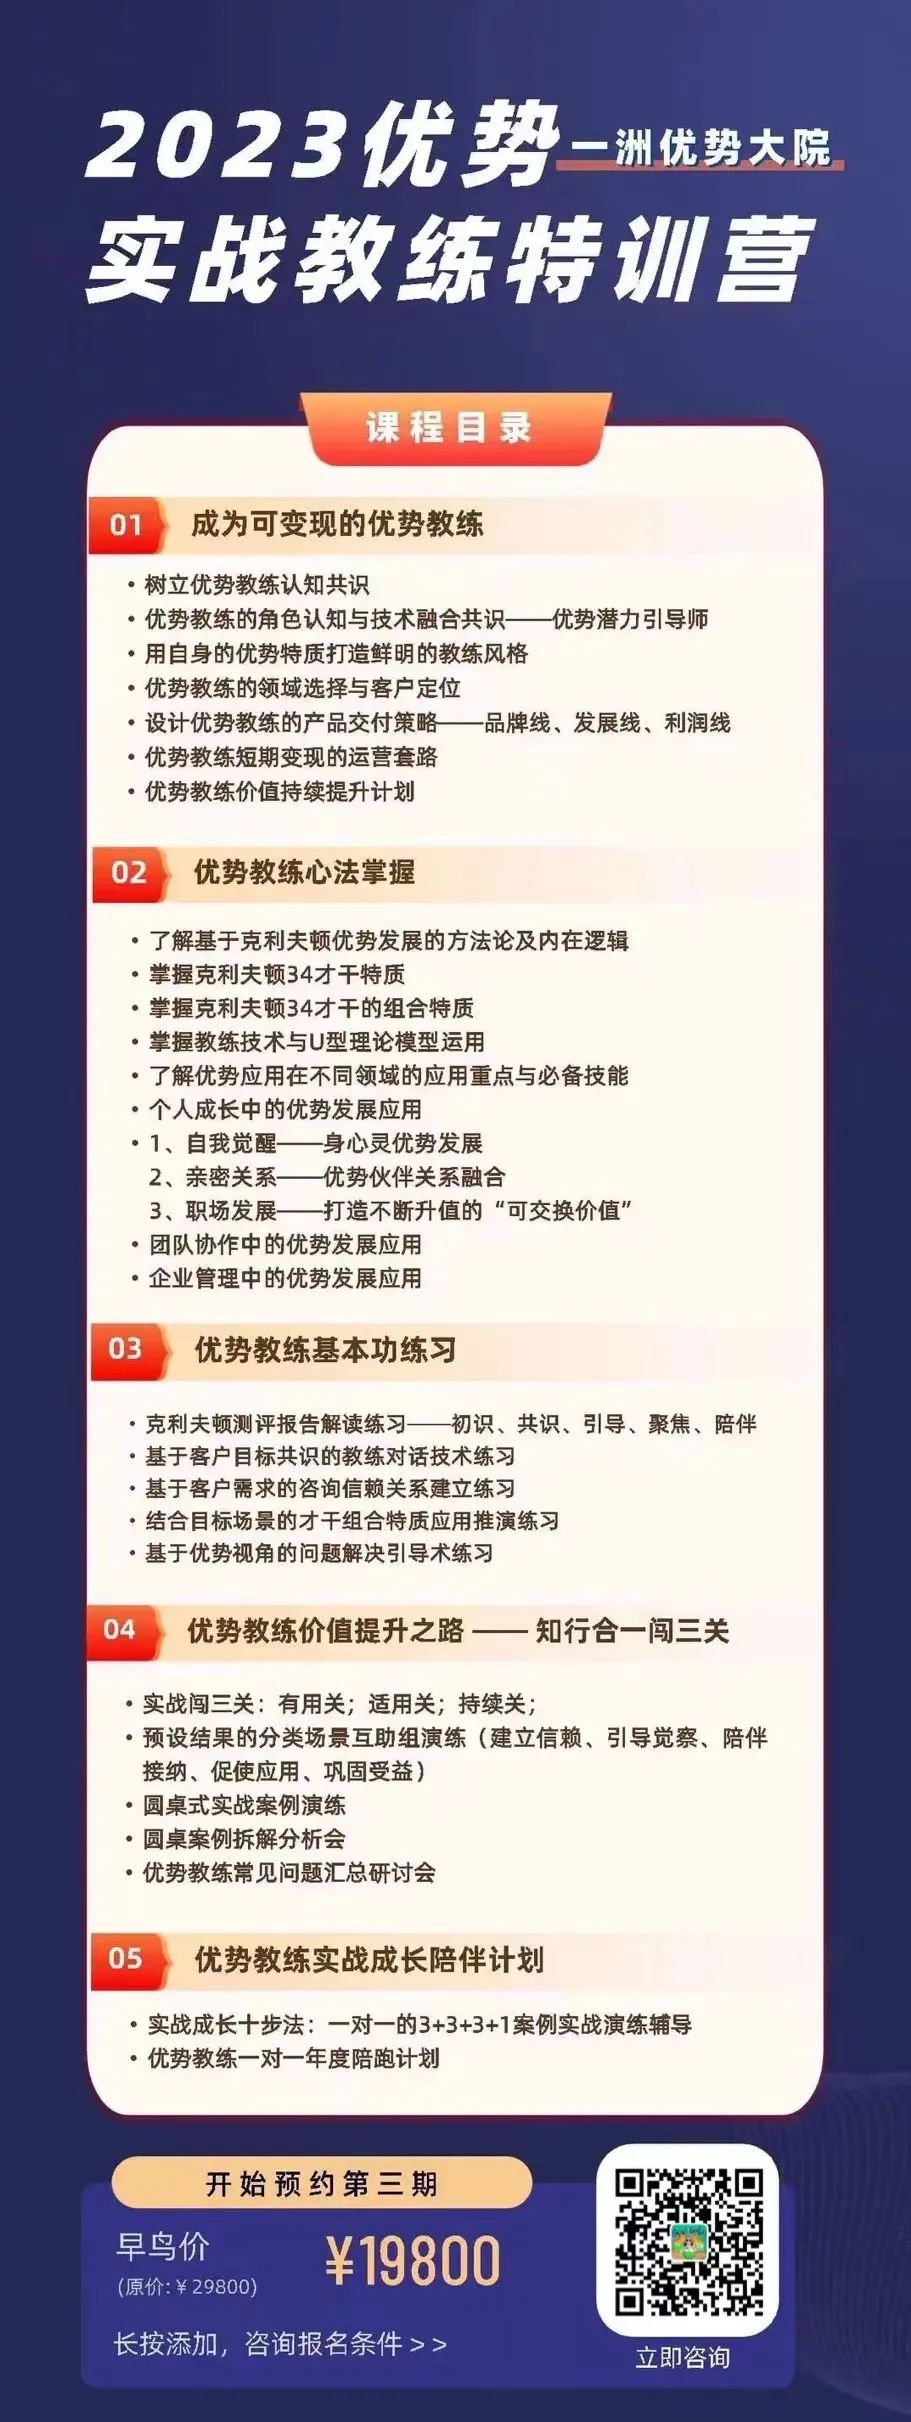 2023优势
一洲优势大院
实战教练特训营
课程目录
01 成为可变现的优势教练
• 树立优势教练认知共识
• 优势教练的角色认知与技术融合共识——优势潜力引导师
• 用自身的优势特质打造鲜明的教练风格
• 优势教练的领域选择与客户定位
• 设计优势教练的产品交付策略——品牌线、发展线、利润线
• 优势教练短期变现的运营套路
• 优势教练价值持续提升计划
02 优势教练心法掌握
• 了解基于克利夫顿优势发展的方法论及内在逻辑
• 掌握克利夫顿34才干特质
• 掌握克利夫顿34才干的组合特质
• 掌握教练技术与U型理论模型运用
• 了解优势应用在不同领域的应用重点与必备技能
• 个人成长中的优势发展应用
• 1、自我觉醒——身心灵优势发展
2、亲密关系——优势伙伴关系融合
3、职场发展——打造不断升值的“可交换价值”
• 团队协作中的优势发展应用
• 企业管理中的优势发展应用
03 优势教练基本功练习
• 克利夫顿测评报告解读练习——初识、共识、引导、聚焦、陪伴
• 基于客户目标共识的教练对话技术练习
• 基于客户需求的咨询信赖关系建立练习
• 结合目标场景的才干组合特质应用推演练习
• 基于优势视角的问题解决引导术练习
04 优势教练价值提升之路 —— 知行合一闯三关
• 实战闯三关：有用关；适用关；持续关；
• 预设结果的分类场景互助组演练（建立信赖、引导觉察、陪伴
接纳、促使应用、巩固受益）
• 圆桌式实战案例演练
• 圆桌案例拆解分析会
• 优势教练常见问题汇总研讨会
05 优势教练实战成长陪伴计划
• 实战成长十步法：一对一的3+3+3+1案例实战演练辅导
• 优势教练一对一年度陪跑计划
开始预约第三期
早鸟价
¥19800
(原价:￥29800)
长按添加，咨询报名条件 > >
立即咨询